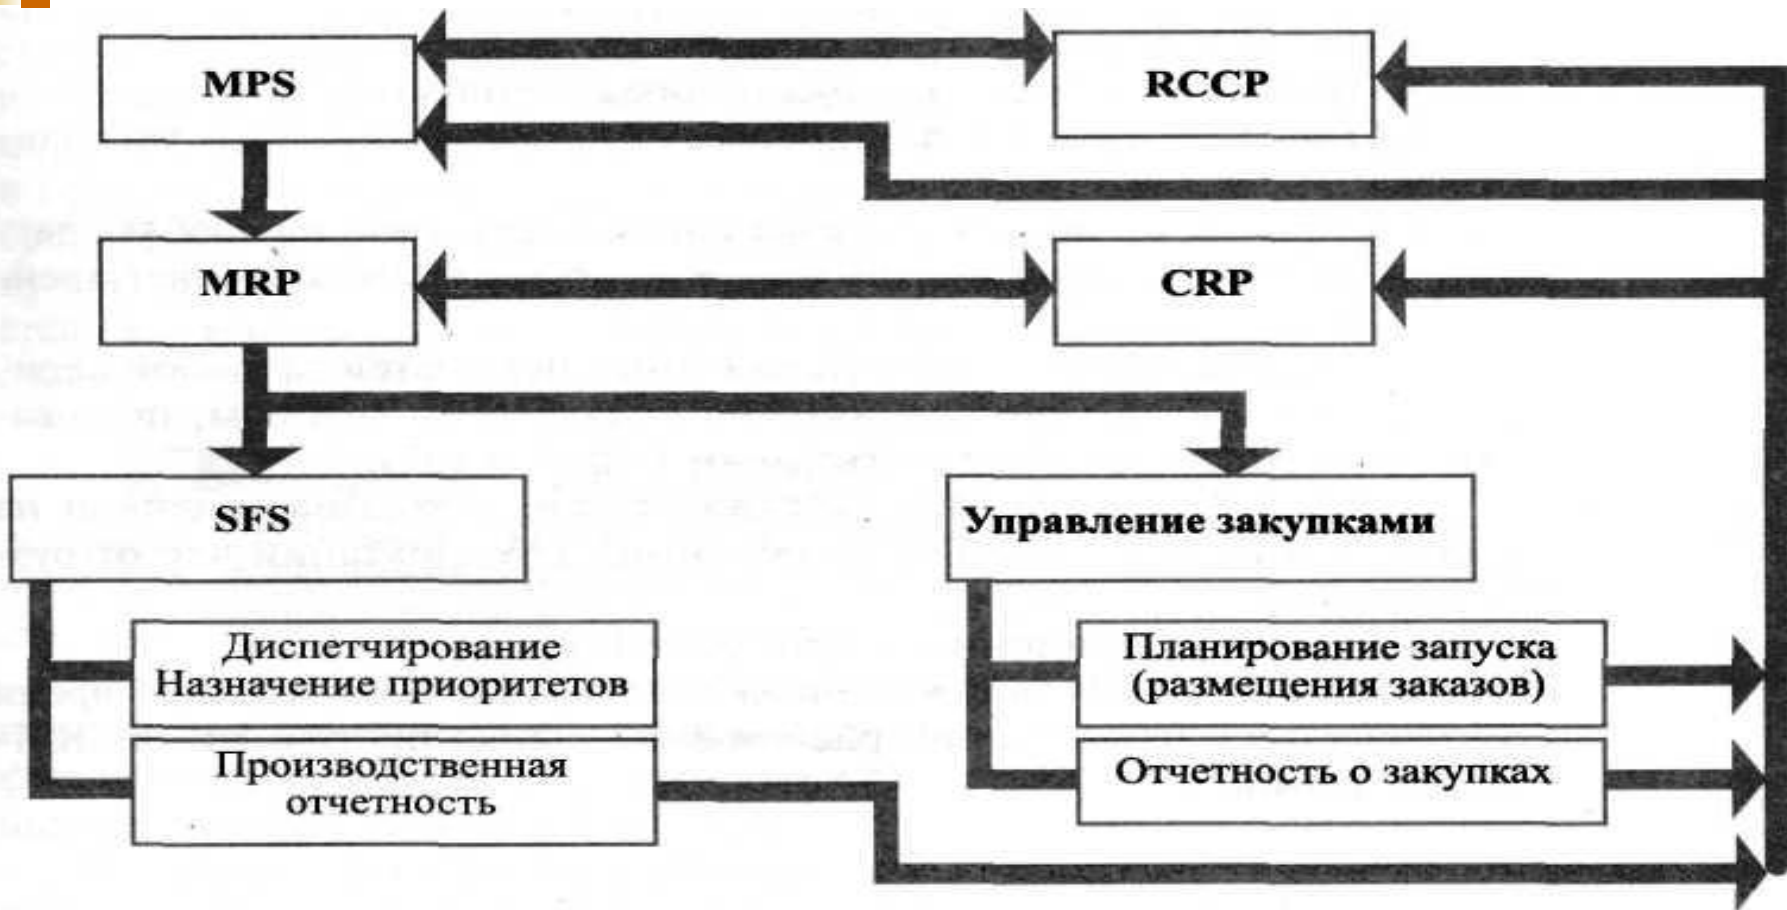 MPS
RCCP
MRP
CRP
SFS
Управление закупками
Диспетчирование
Назначение приоритетов
Производственная
отчетность
Планирование запуска
(размещения заказов)
Отчетность о закупках